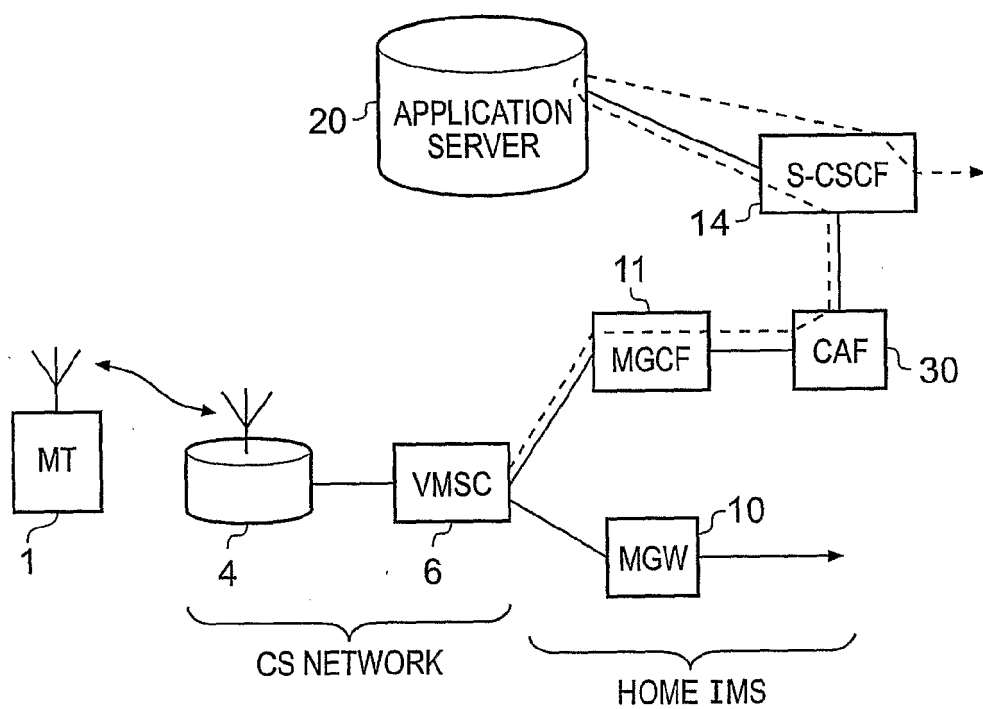 20
APPLICATION
SERVER
S-CSCF
14
11
MGCF
CAF
30
MT
1
4
VMSC
6
10
MGW
CS NETWORK
HOME IMS